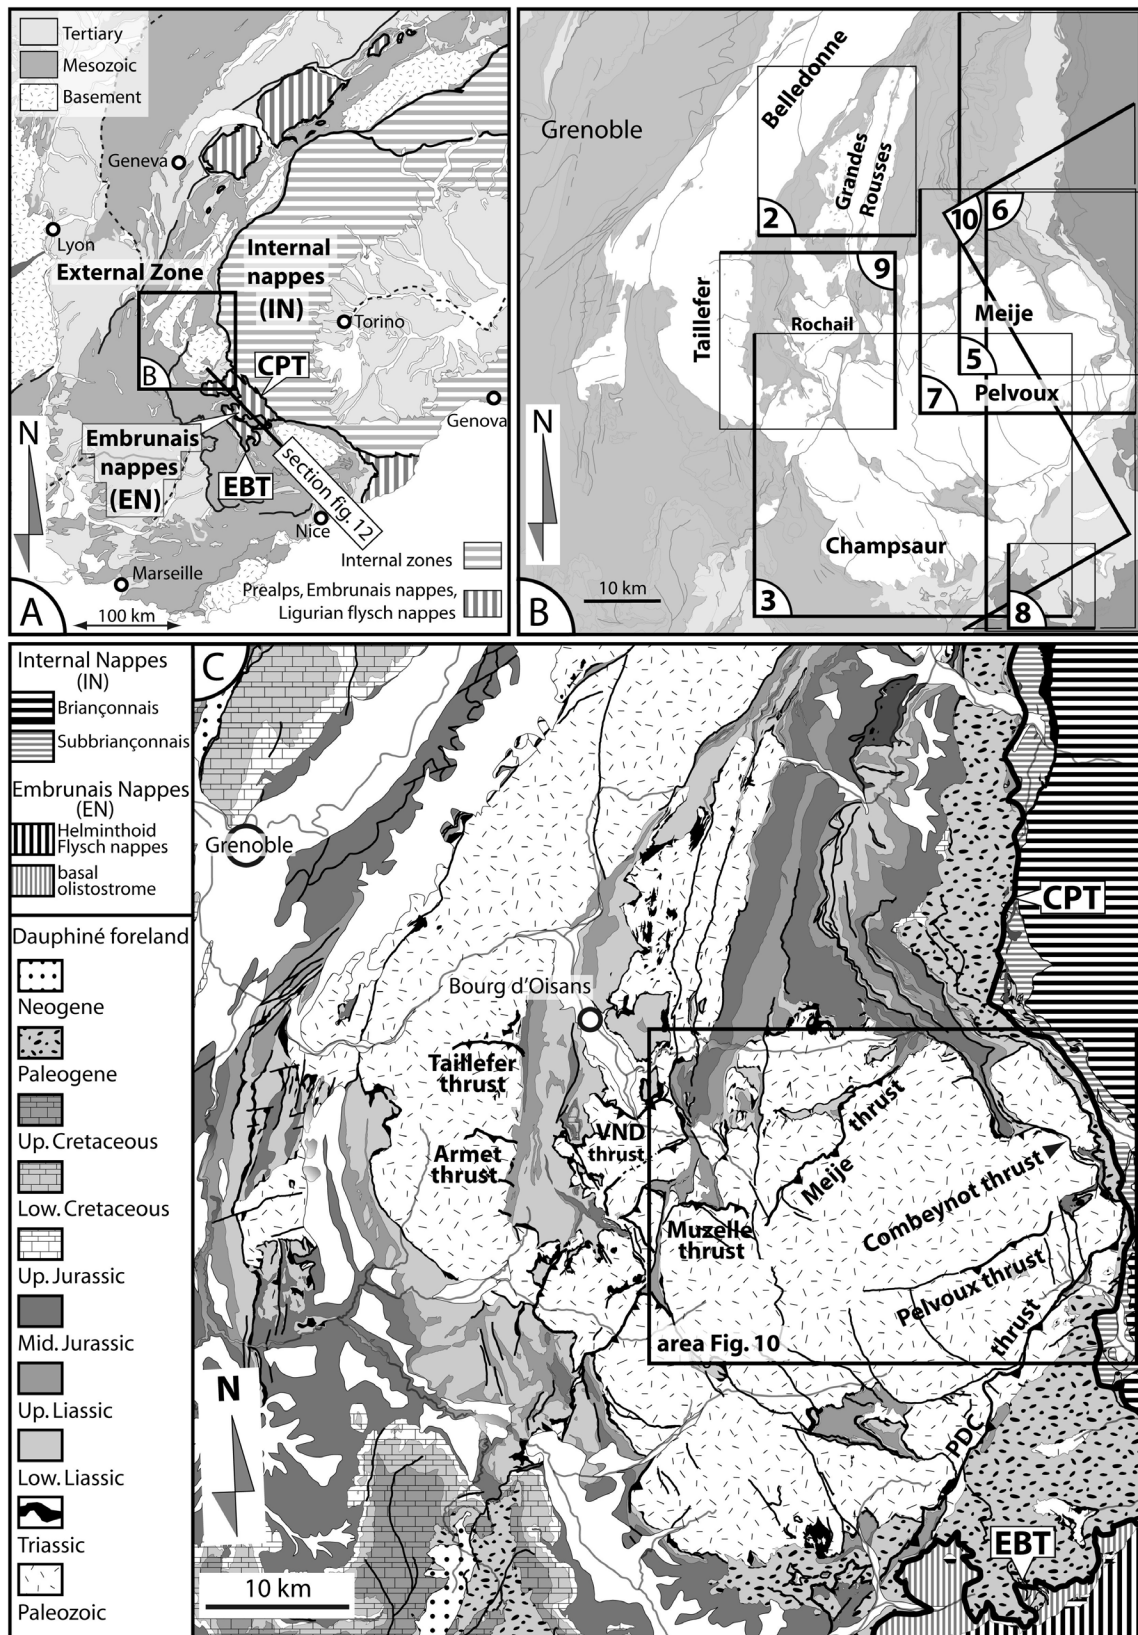 Tertiary
Mesozoic
Basement
Geneva
Lyon
External Zone
Internal
nappes
(IN)
Torino
B
CPT
Genova
N
Embrunais
nappes
(EN)
EBT
section fig. 12
Nice
Internal zones
Marseille
Prealps, Embrunais nappes,
Ligurian flysch nappes
A
100 km
Grenoble
Belledonne
Grandes
Rousses
2
10
6
9
Taillefer
Rochail
Meije
5
7
Pelvoux
N
Champsaur
10 km
B
3
8
Internal Nappes
(IN)
Briançonnais
Subbriançonnais
Embrunais Nappes
(EN)
Helminthoid
Flysch nappes
basal
olistostrome
Dauphiné foreland
Neogene
Paleogene
Up. Cretaceous
Low. Cretaceous
Up. Jurassic
Mid. Jurassic
Up. Liassic
Low. Liassic
Triassic
Paleozoic
C
Grenoble
CPT
Bourg d'Oisans
Taillefer
thrust
VND
thrust
Armet
thrust
Meije thrust
Combeynot thrust
Muzelle
thrust
Pelvoux thrust
area Fig. 10
PDC thrust
N
EBT
10 km